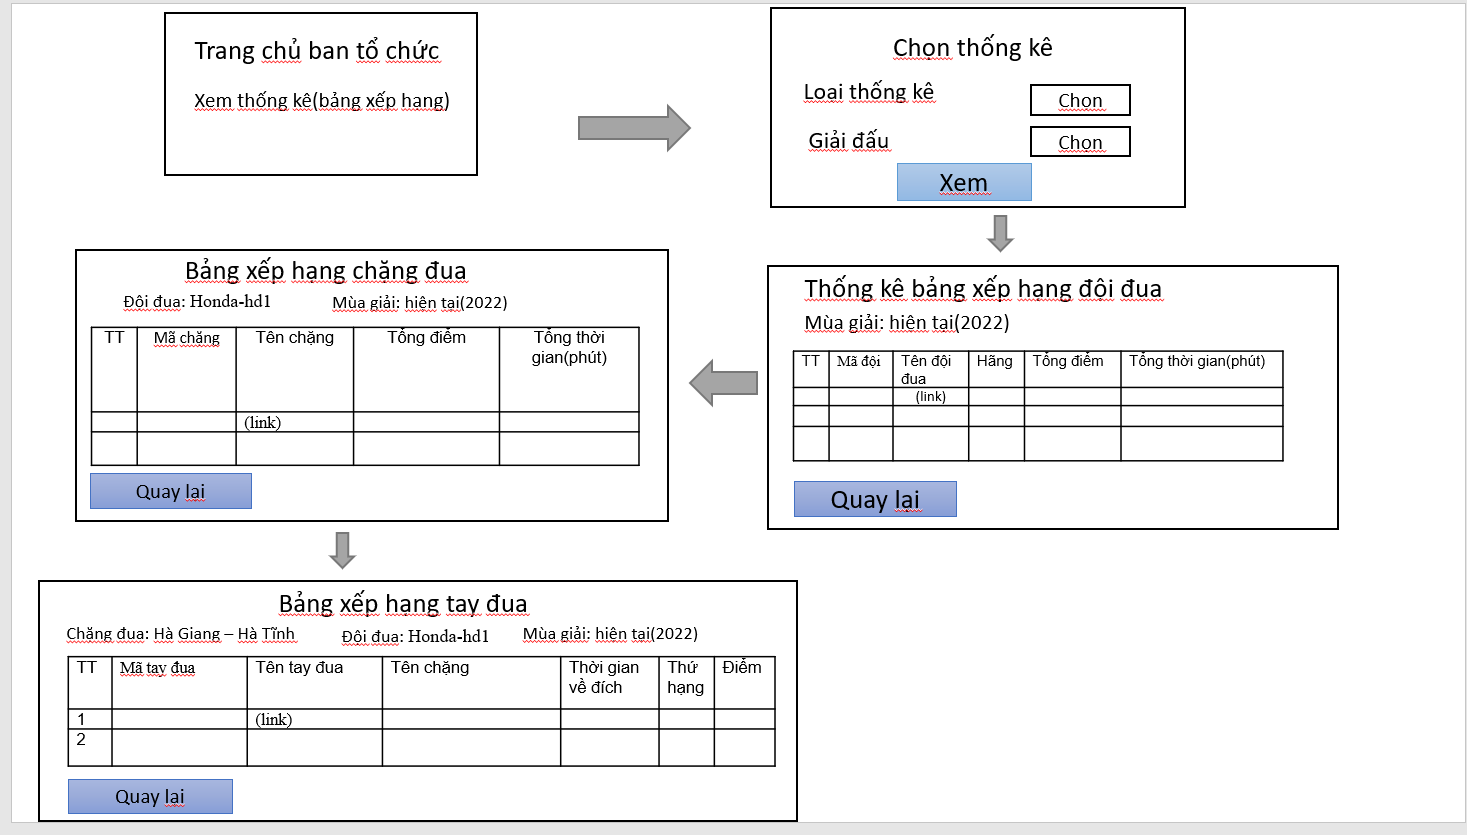 Trang chủ ban tổ chức
Xem thống kê(bảng xếp hạng)
Chọn thống kê
Loại thống kê
Chọn
Giải đấu
Chọn
Xem
Thống kê bảng xếp hạng đội đua
Mùa giải: hiện tại(2022)
TT Mã đội Tên đội đua Hãng Tổng điểm Tổng thời gian(phút)
(link)
Quay lại
Bảng xếp hạng chặng đua
Đội đua: Honda-hd1 Mùa giải: hiện tại(2022)
TT Mã chặng Tên chặng Tổng điểm Tổng thời gian(phút)
(link)
Quay lại
Bảng xếp hạng tay đua
Chặng đua: Hà Giang – Hà Tĩnh Đội đua: Honda-hd1 Mùa giải: hiện tại(2022)
TT Mã tay đua Tên tay đua Tên chặng Thời gian về đích Thứ hạng Điểm
1 (link)
2
Quay lại